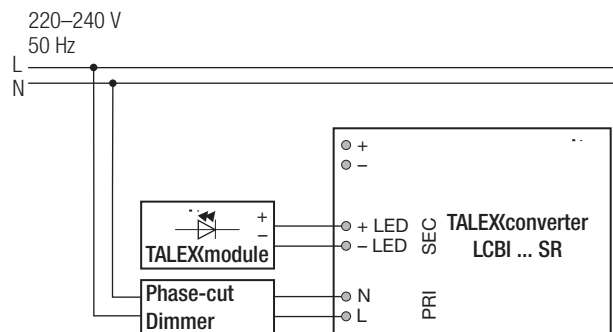 220–240 V
50 Hz
L
N
+
–
+
–
TALEXmodule
+ LED
– LED
SEC
TALEXconverter
LCBI ... SR
Phase-cut
Dimmer
N
L
PRI